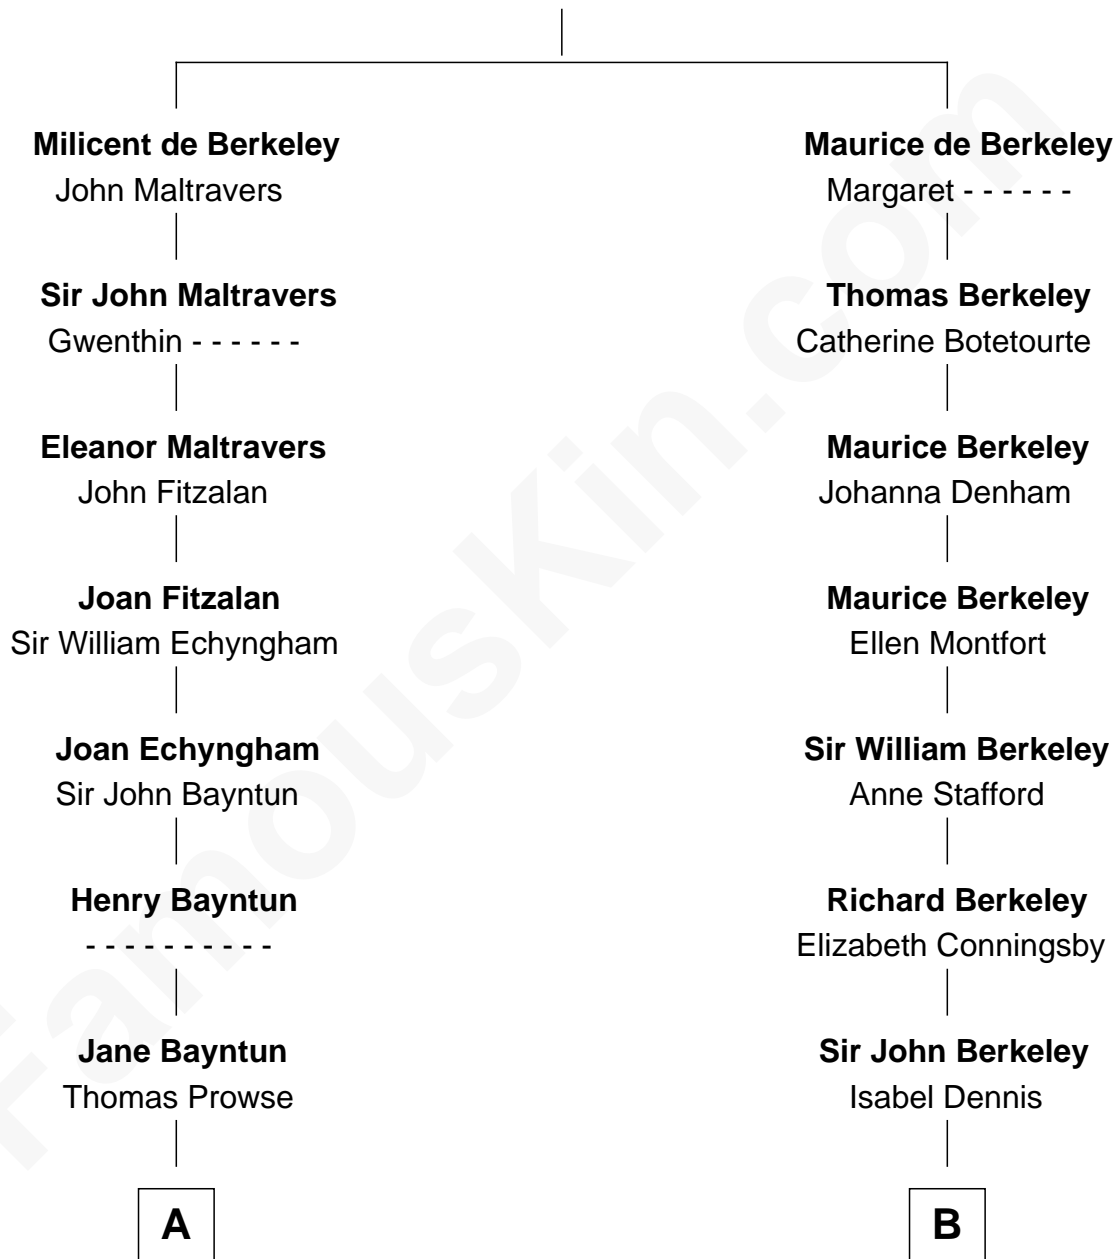 Milicent de Berkeley
John Maltravers
Sir John Maltravers
Gwenthin - - - - - -
Eleanor Maltravers
John Fitzalan
Joan Fitzalan
Sir William Echyngham
Joan Echyngham
Sir John Bayntun
Henry Bayntun
- - - - - - - - - -
Jane Bayntun
Thomas Prowse
A
Maurice de Berkeley
Margaret - - - - - -
Thomas Berkeley
Catherine Botetourte
Maurice Berkeley
Johanna Denham
Maurice Berkeley
Ellen Montfort
Sir William Berkeley
Anne Stafford
Richard Berkeley
Elizabeth Conningsby
Sir John Berkeley
Isabel Dennis
B
FamousKin.com